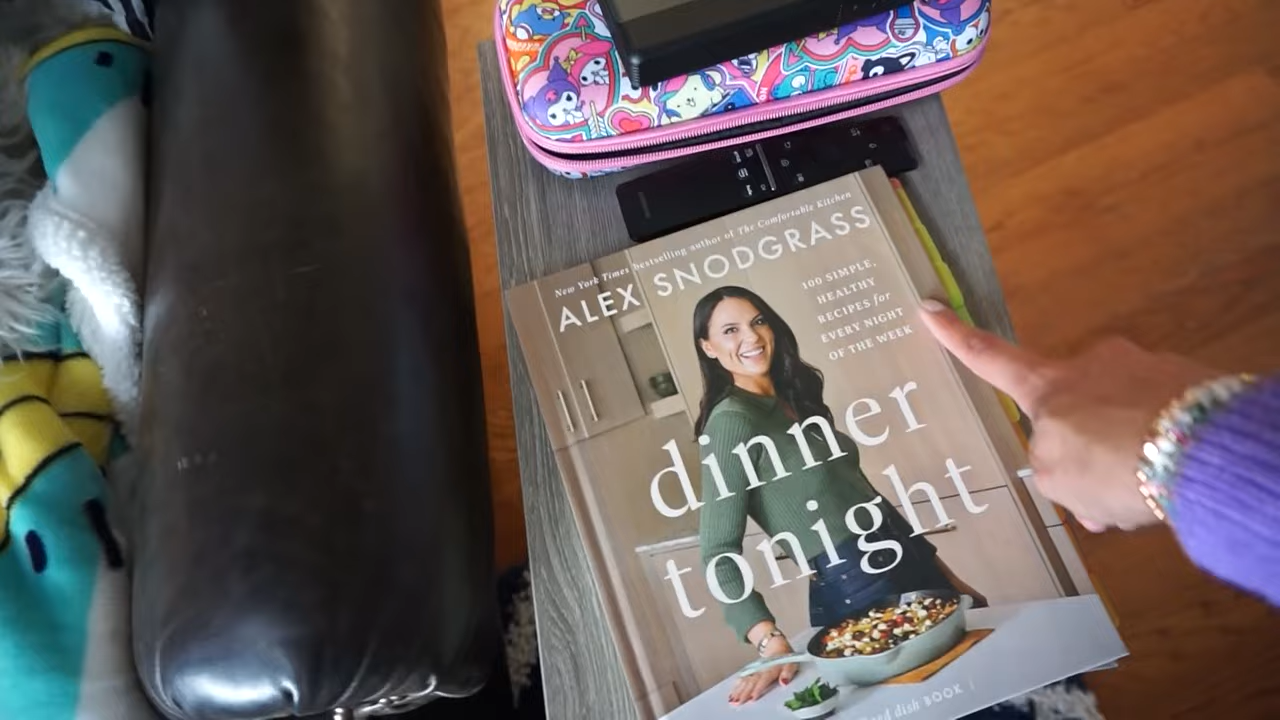 New York Times bestselling author of The Comfortable Kitchen
ALEX SNODGRASS
100 SIMPLE,
HEALTHY
RECIPES for
EVERY NIGHT
OF THE WEEK
dinner
tonight
dish BOOK